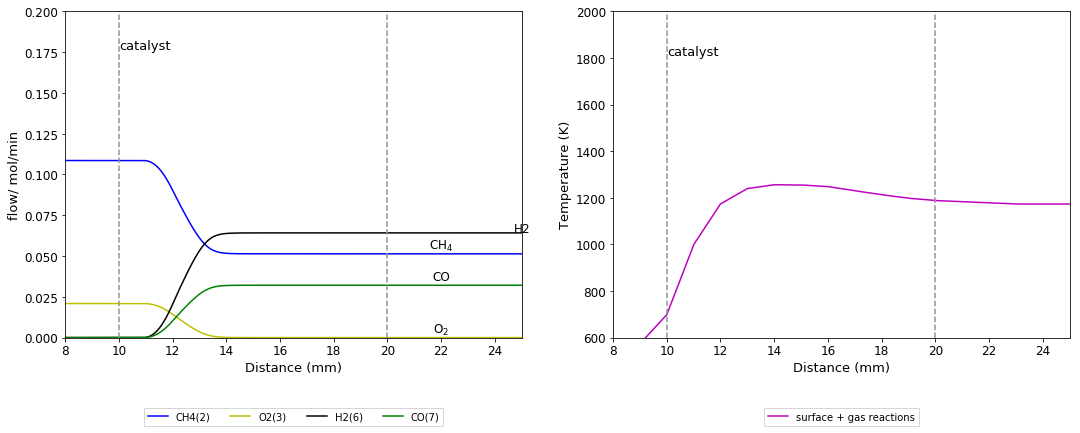 0.200
0.175
0.150
0.125
0.100
0.075
0.050
0.025
0.000
flow/ mol/min
catalyst
H2
CH₄
CO
O₂
8 10 12 14 16 18 20 22 24
Distance (mm)
CH4(2) O2(3) H2(6) CO(7)
2000
1800
1600
1400
1200
1000
800
600
Temperature (K)
catalyst
8 10 12 14 16 18 20 22 24
Distance (mm)
surface + gas reactions